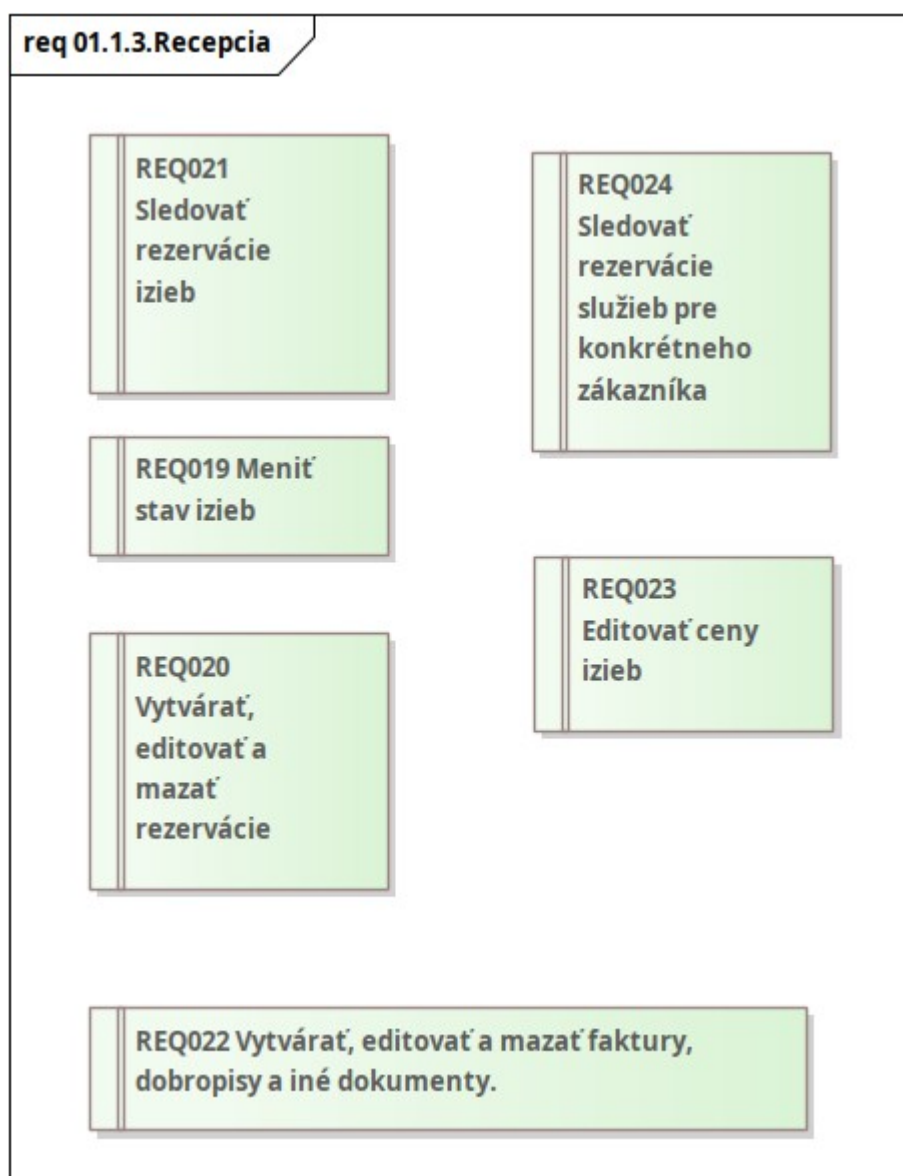 req 01.1.3.Recepcia
REQ021
Sledovať
rezervácie
izieb
REQ024
Sledovať
rezervácie
služieb pre
konkrétneho
zákazníka
REQ019 Meniť
stav izieb
REQ023
Editovať ceny
izieb
REQ020
Vytvárať,
editovať a
mazať
rezervácie
REQ022 Vytvárať, editovať a mazať faktury,
dobropisy a iné dokumenty.